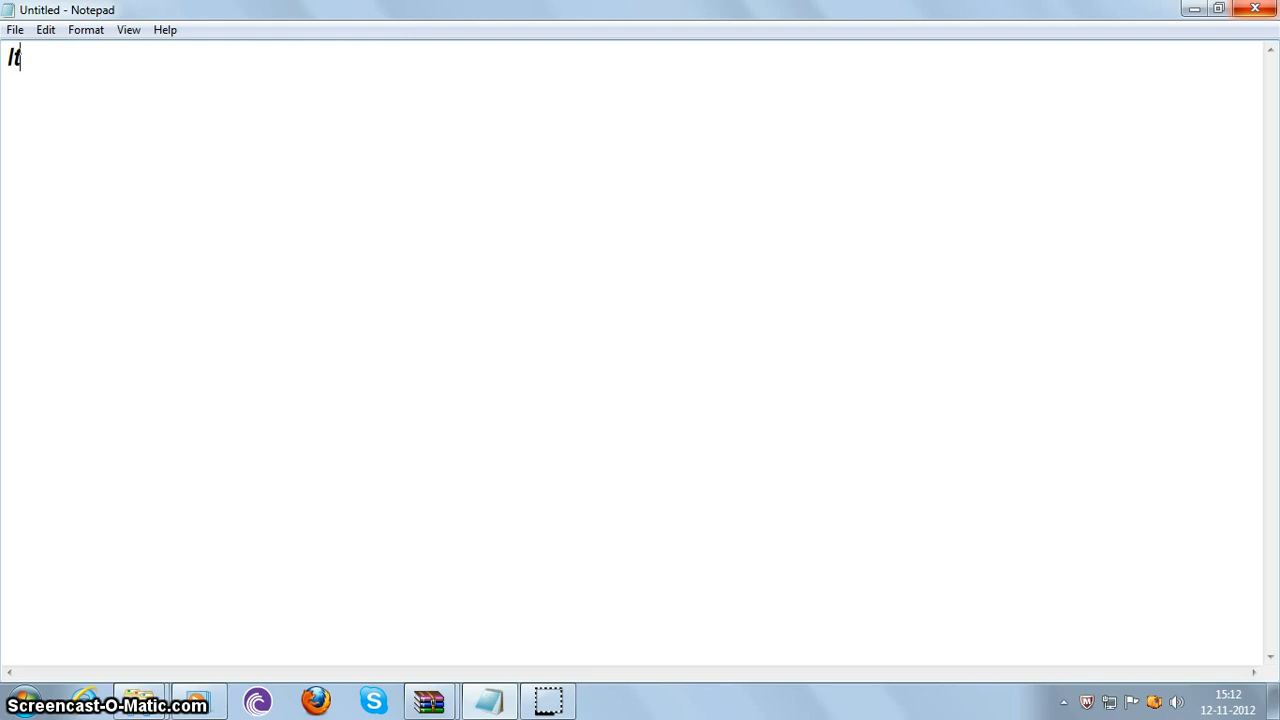 Untitled - Notepad
File Edit Format View Help
It
Screencast-O-Matic.com
15:12
12-11-2012